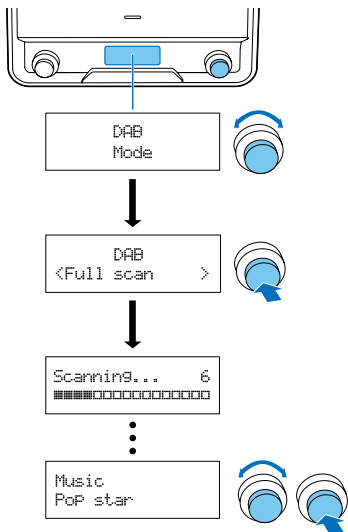 DAB
Mode
DAB
<Full scan >
Scanning... 6
Music
Pop star